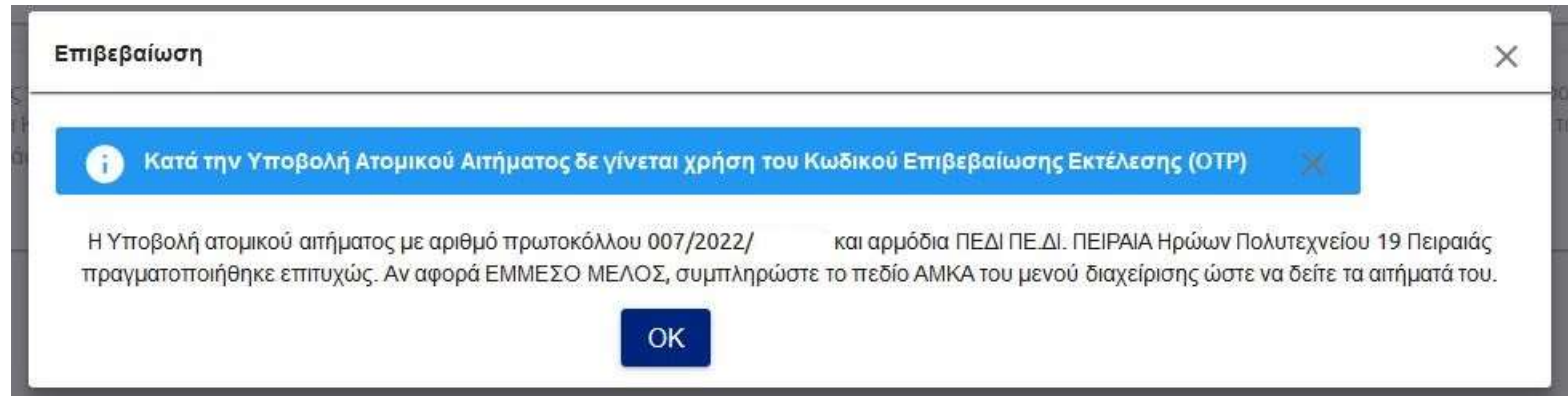 Επιβεβαίωση
Κατά την Υποβολή Ατομικού Αιτήματος δε γίνεται χρήση του Κωδικού Επιβεβαίωσης Εκτέλεσης (OTP)
Η Υποβολή ατομικού αιτήματος με αριθμό πρωτοκόλλου 007/2022/ και αρμόδια ΠΕΔΙ ΠΕ.ΔΙ. ΠΕΙΡΑΙΑ Ηρώων Πολυτεχνείου 19 Πειραιάς
πραγματοποιήθηκε επιτυχώς. Αν αφορά ΕΜΜΕΣΟ ΜΕΛΟΣ, συμπληρώστε το πεδίο ΑΜΚΑ του μενού διαχείρισης ώστε να δείτε τα αιτήματά του.
OK